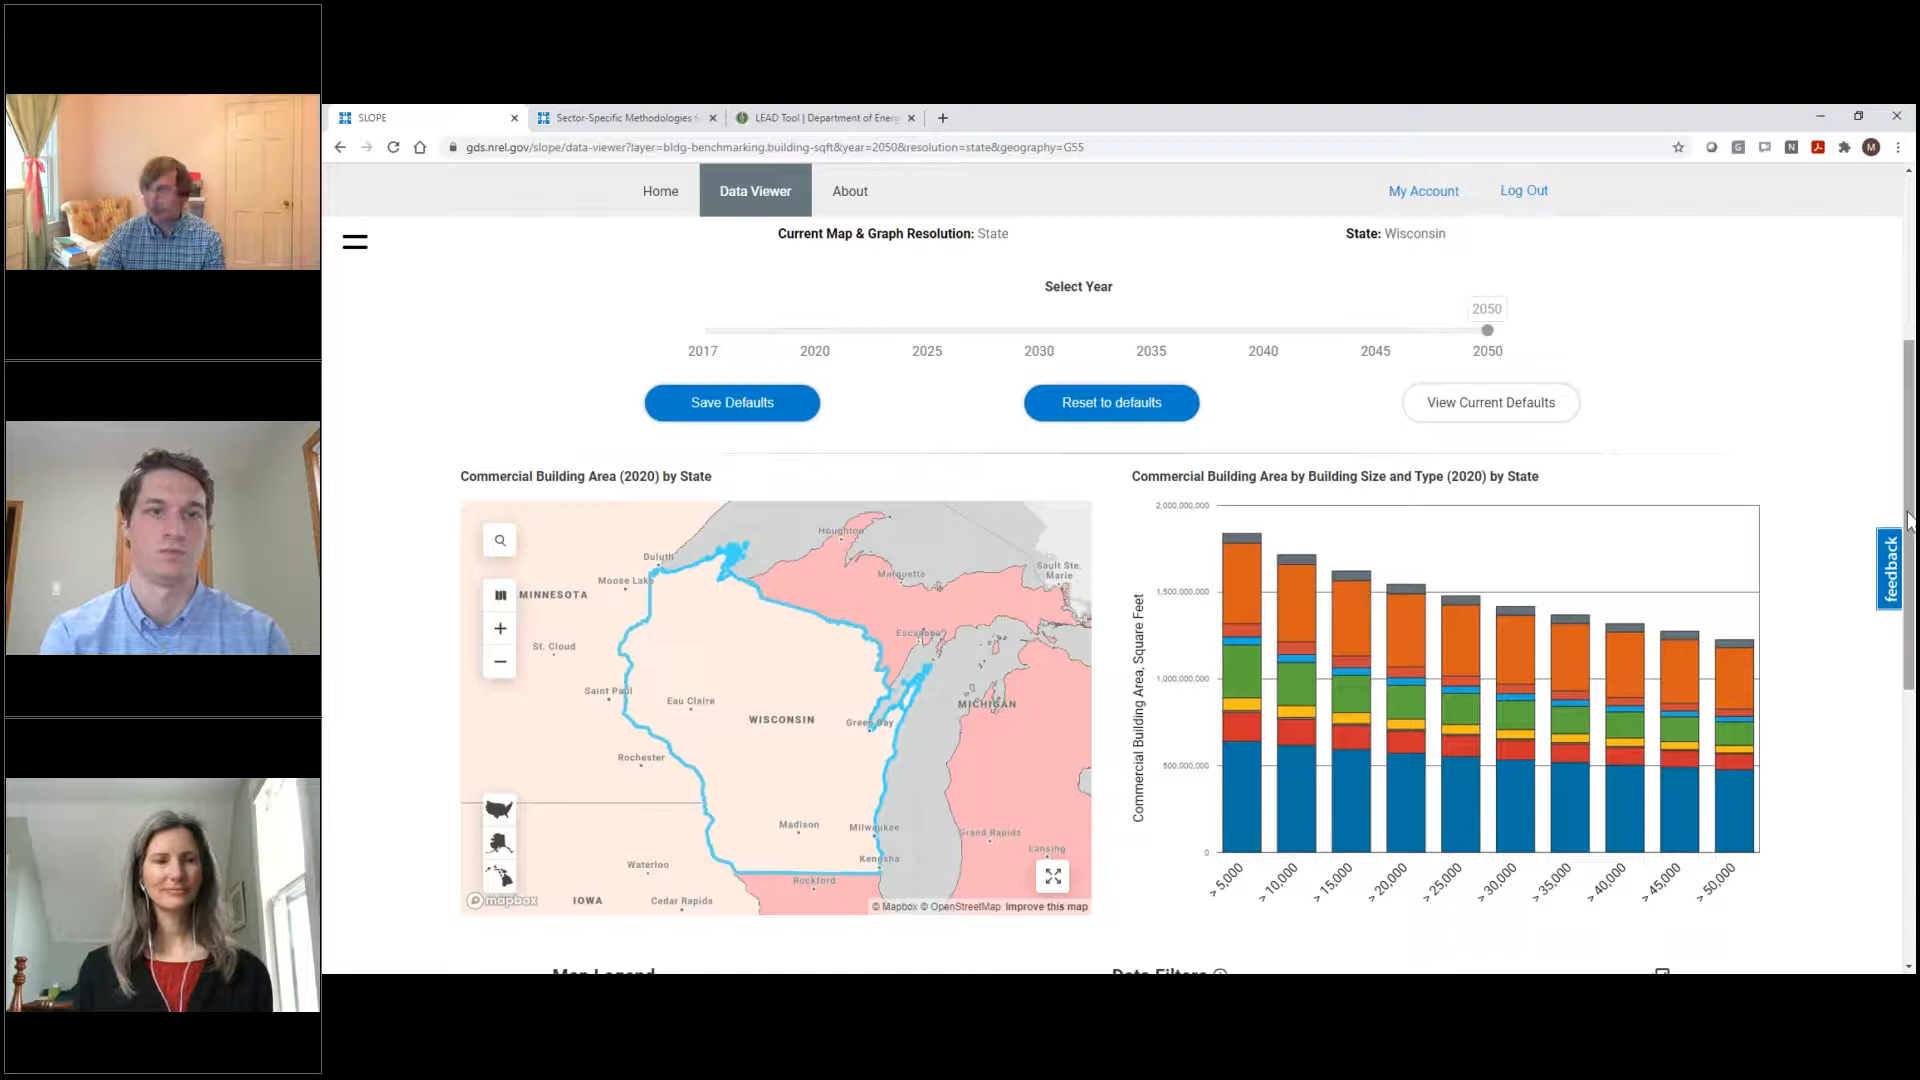 SLOPE
Sector-Specific Methodologies f
LEAD Tool | Department of Energ
gds.nrel.gov/slope/data-viewer?layer=bldg-benchmarking.building-sqft&year=2050&resolution=state&geography=G55
Home
Data Viewer
About
My Account
Log Out
Current Map & Graph Resolution: State
State: Wisconsin
Select Year
2050
2017
2020
2025
2030
2035
2040
2045
2050
Save Defaults
Reset to defaults
View Current Defaults
feedback
Commercial Building Area (2020) by State
Houghton
Duluth
Marquette
Sault Ste.
Marie
Moose Lake
MINNESOTA
Escanaba
St. Cloud
Saint Paul
Eau Claire
MICHIGAN
WISCONSIN
Green Bay
Rochester
Madison
Milwaukee
Grand Rapids
Lansing
Kenosha
Waterloo
Rockford
mapbox
IOWA
Cedar Rapids
© Mapbox © OpenStreetMap Improve this map
Commercial Building Area by Building Size and Type (2020) by State
Commercial Building Area, Square Feet
2,000,000,000
1,500,000,000
1,000,000,000
500,000,000
0
> 5,000
> 10,000
> 15,000
> 20,000
> 25,000
> 30,000
> 35,000
> 40,000
> 45,000
> 50,000
Map Legend
Data Filters